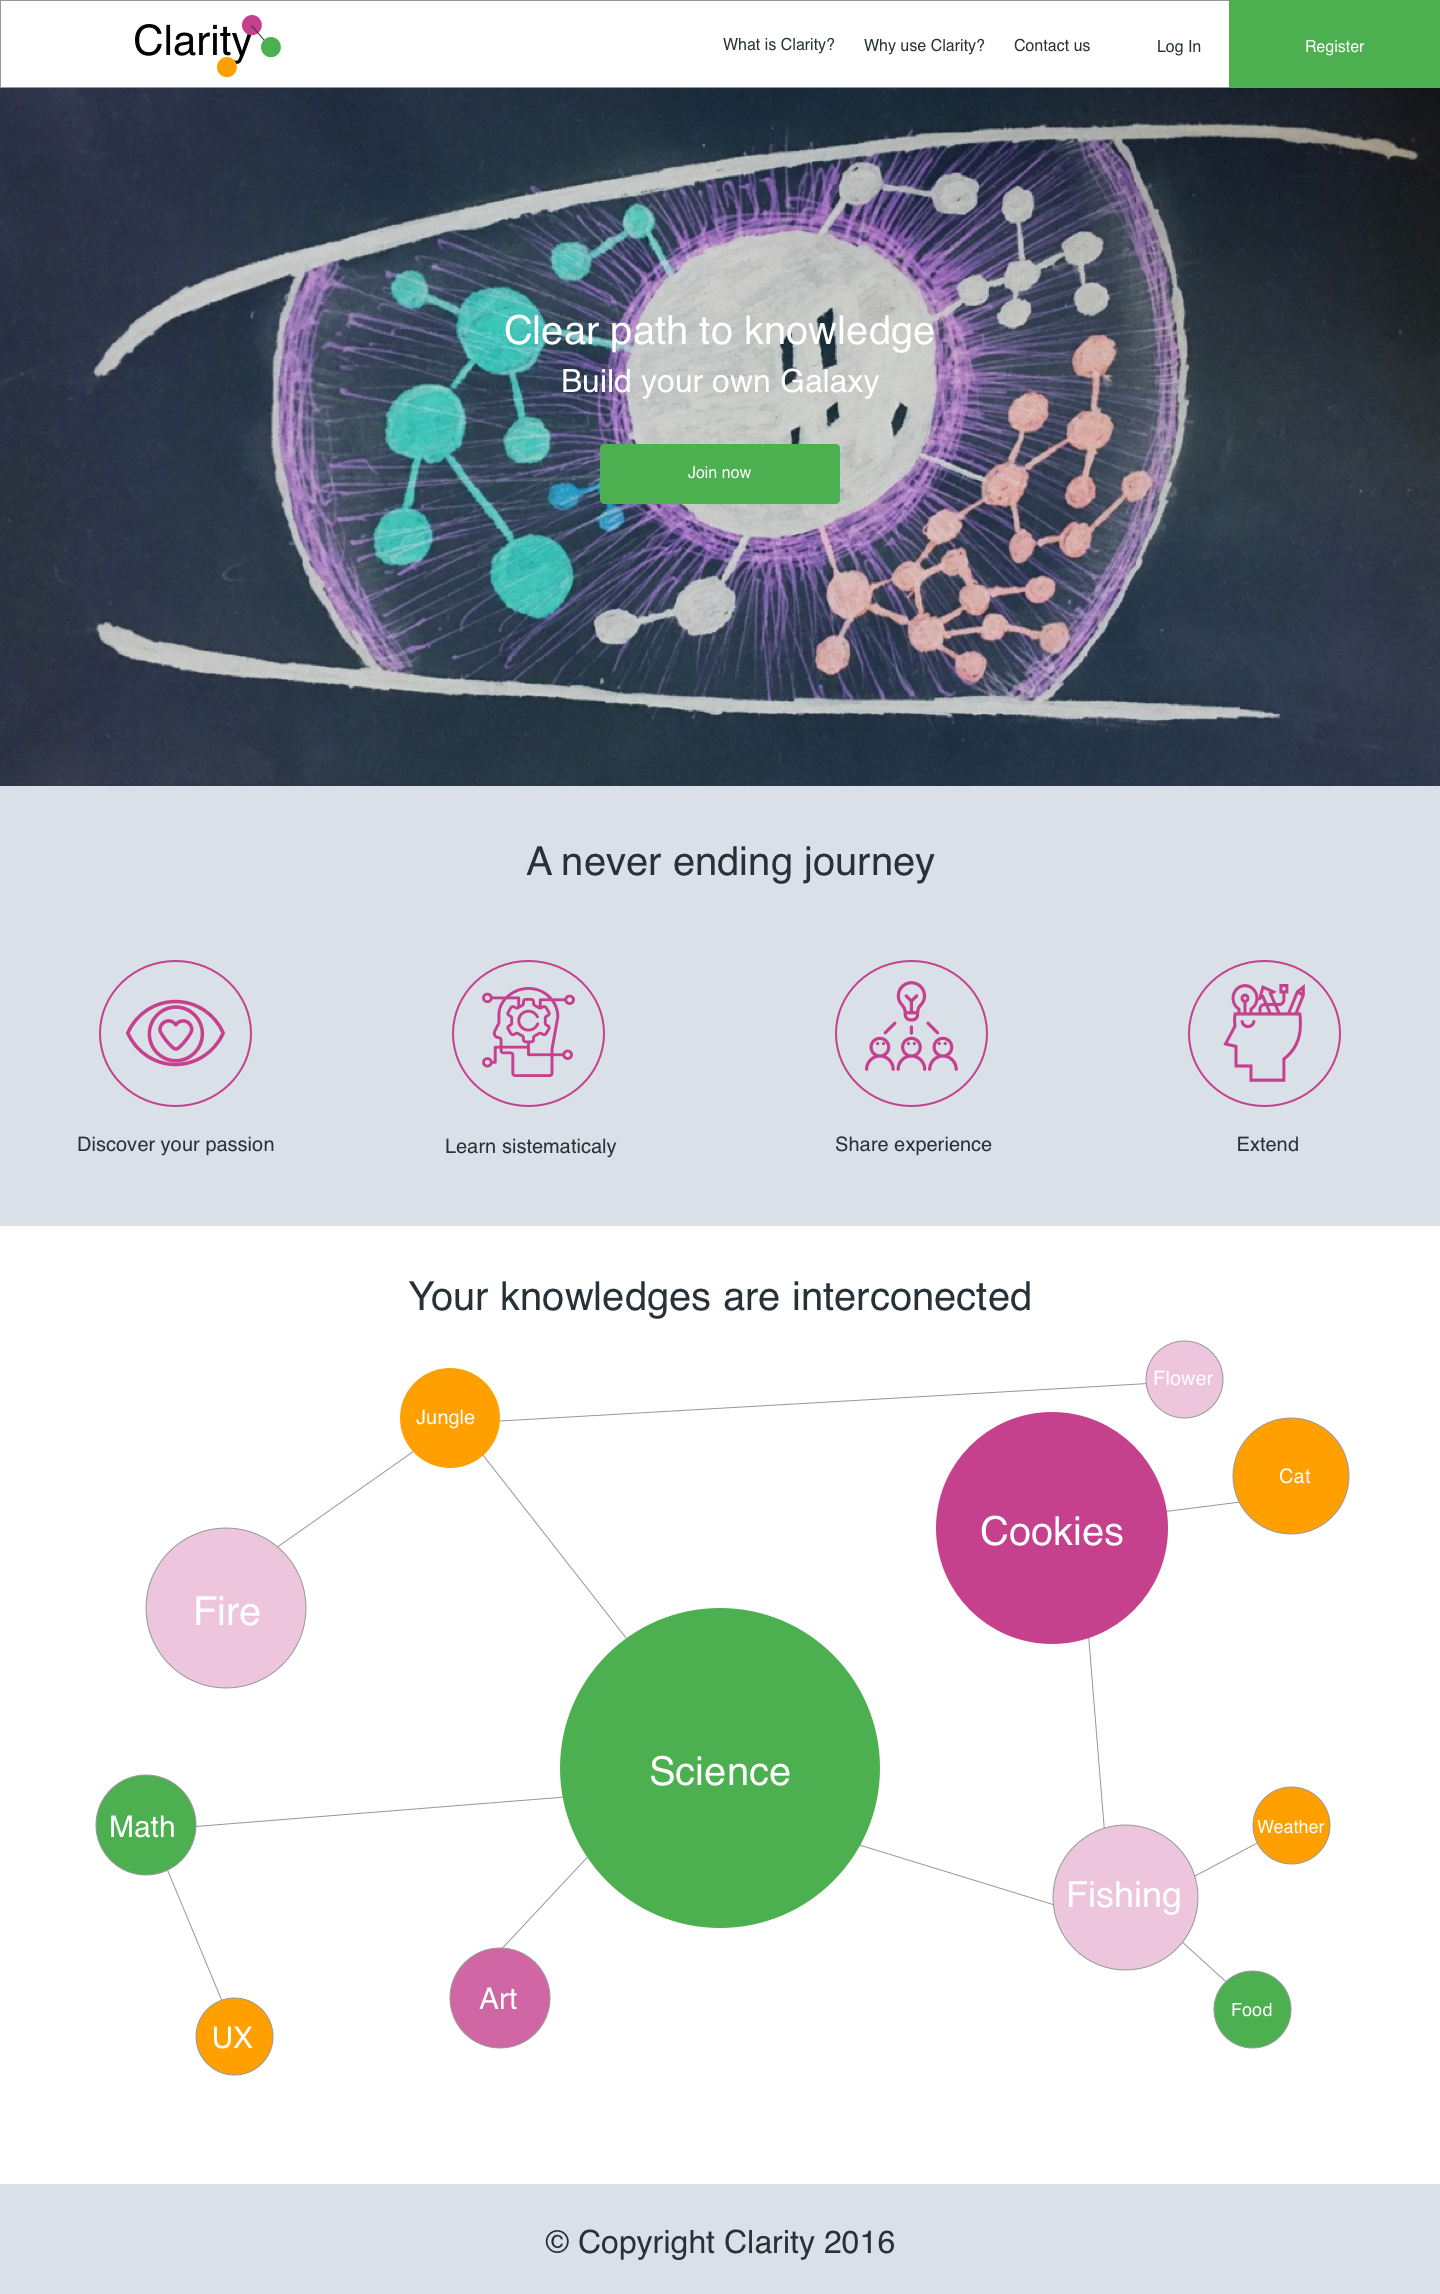 Clarity
What is Clarity?
Why use Clarity?
Contact us
Log In
Register
Clear path to knowledge
Build your own Galaxy
Join now
A never ending journey
Discover your passion
Learn sistematicaly
Share experience
Extend
Your knowledges are interconected
Flower
Jungle
Cat
Cookies
Fire
Science
Math
Weather
Fishing
Art
Food
UX
© Copyright Clarity 2016